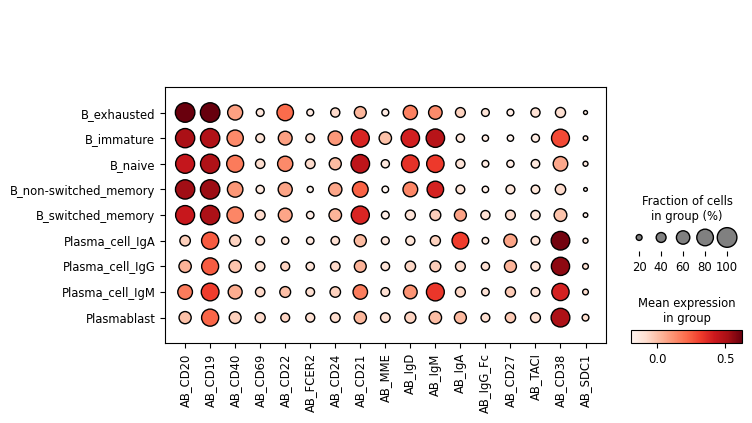 B_exhausted
B_immature
B_naive
B_non-switched_memory
B_switched_memory
Plasma_cell_IgA
Plasma_cell_IgG
Plasma_cell_IgM
Plasmablast
AB_CD20
AB_CD19
AB_CD40
AB_CD69
AB_CD22
AB_FCER2
AB_CD24
AB_CD21
AB_MME
AB_IgD
AB_IgM
AB_IgA
AB_IgG_Fc
AB_CD27
AB_TACI
AB_CD38
AB_SDC1
Fraction of cells
in group (%)
20 40 60 80 100
Mean expression
in group
0.0 0.5